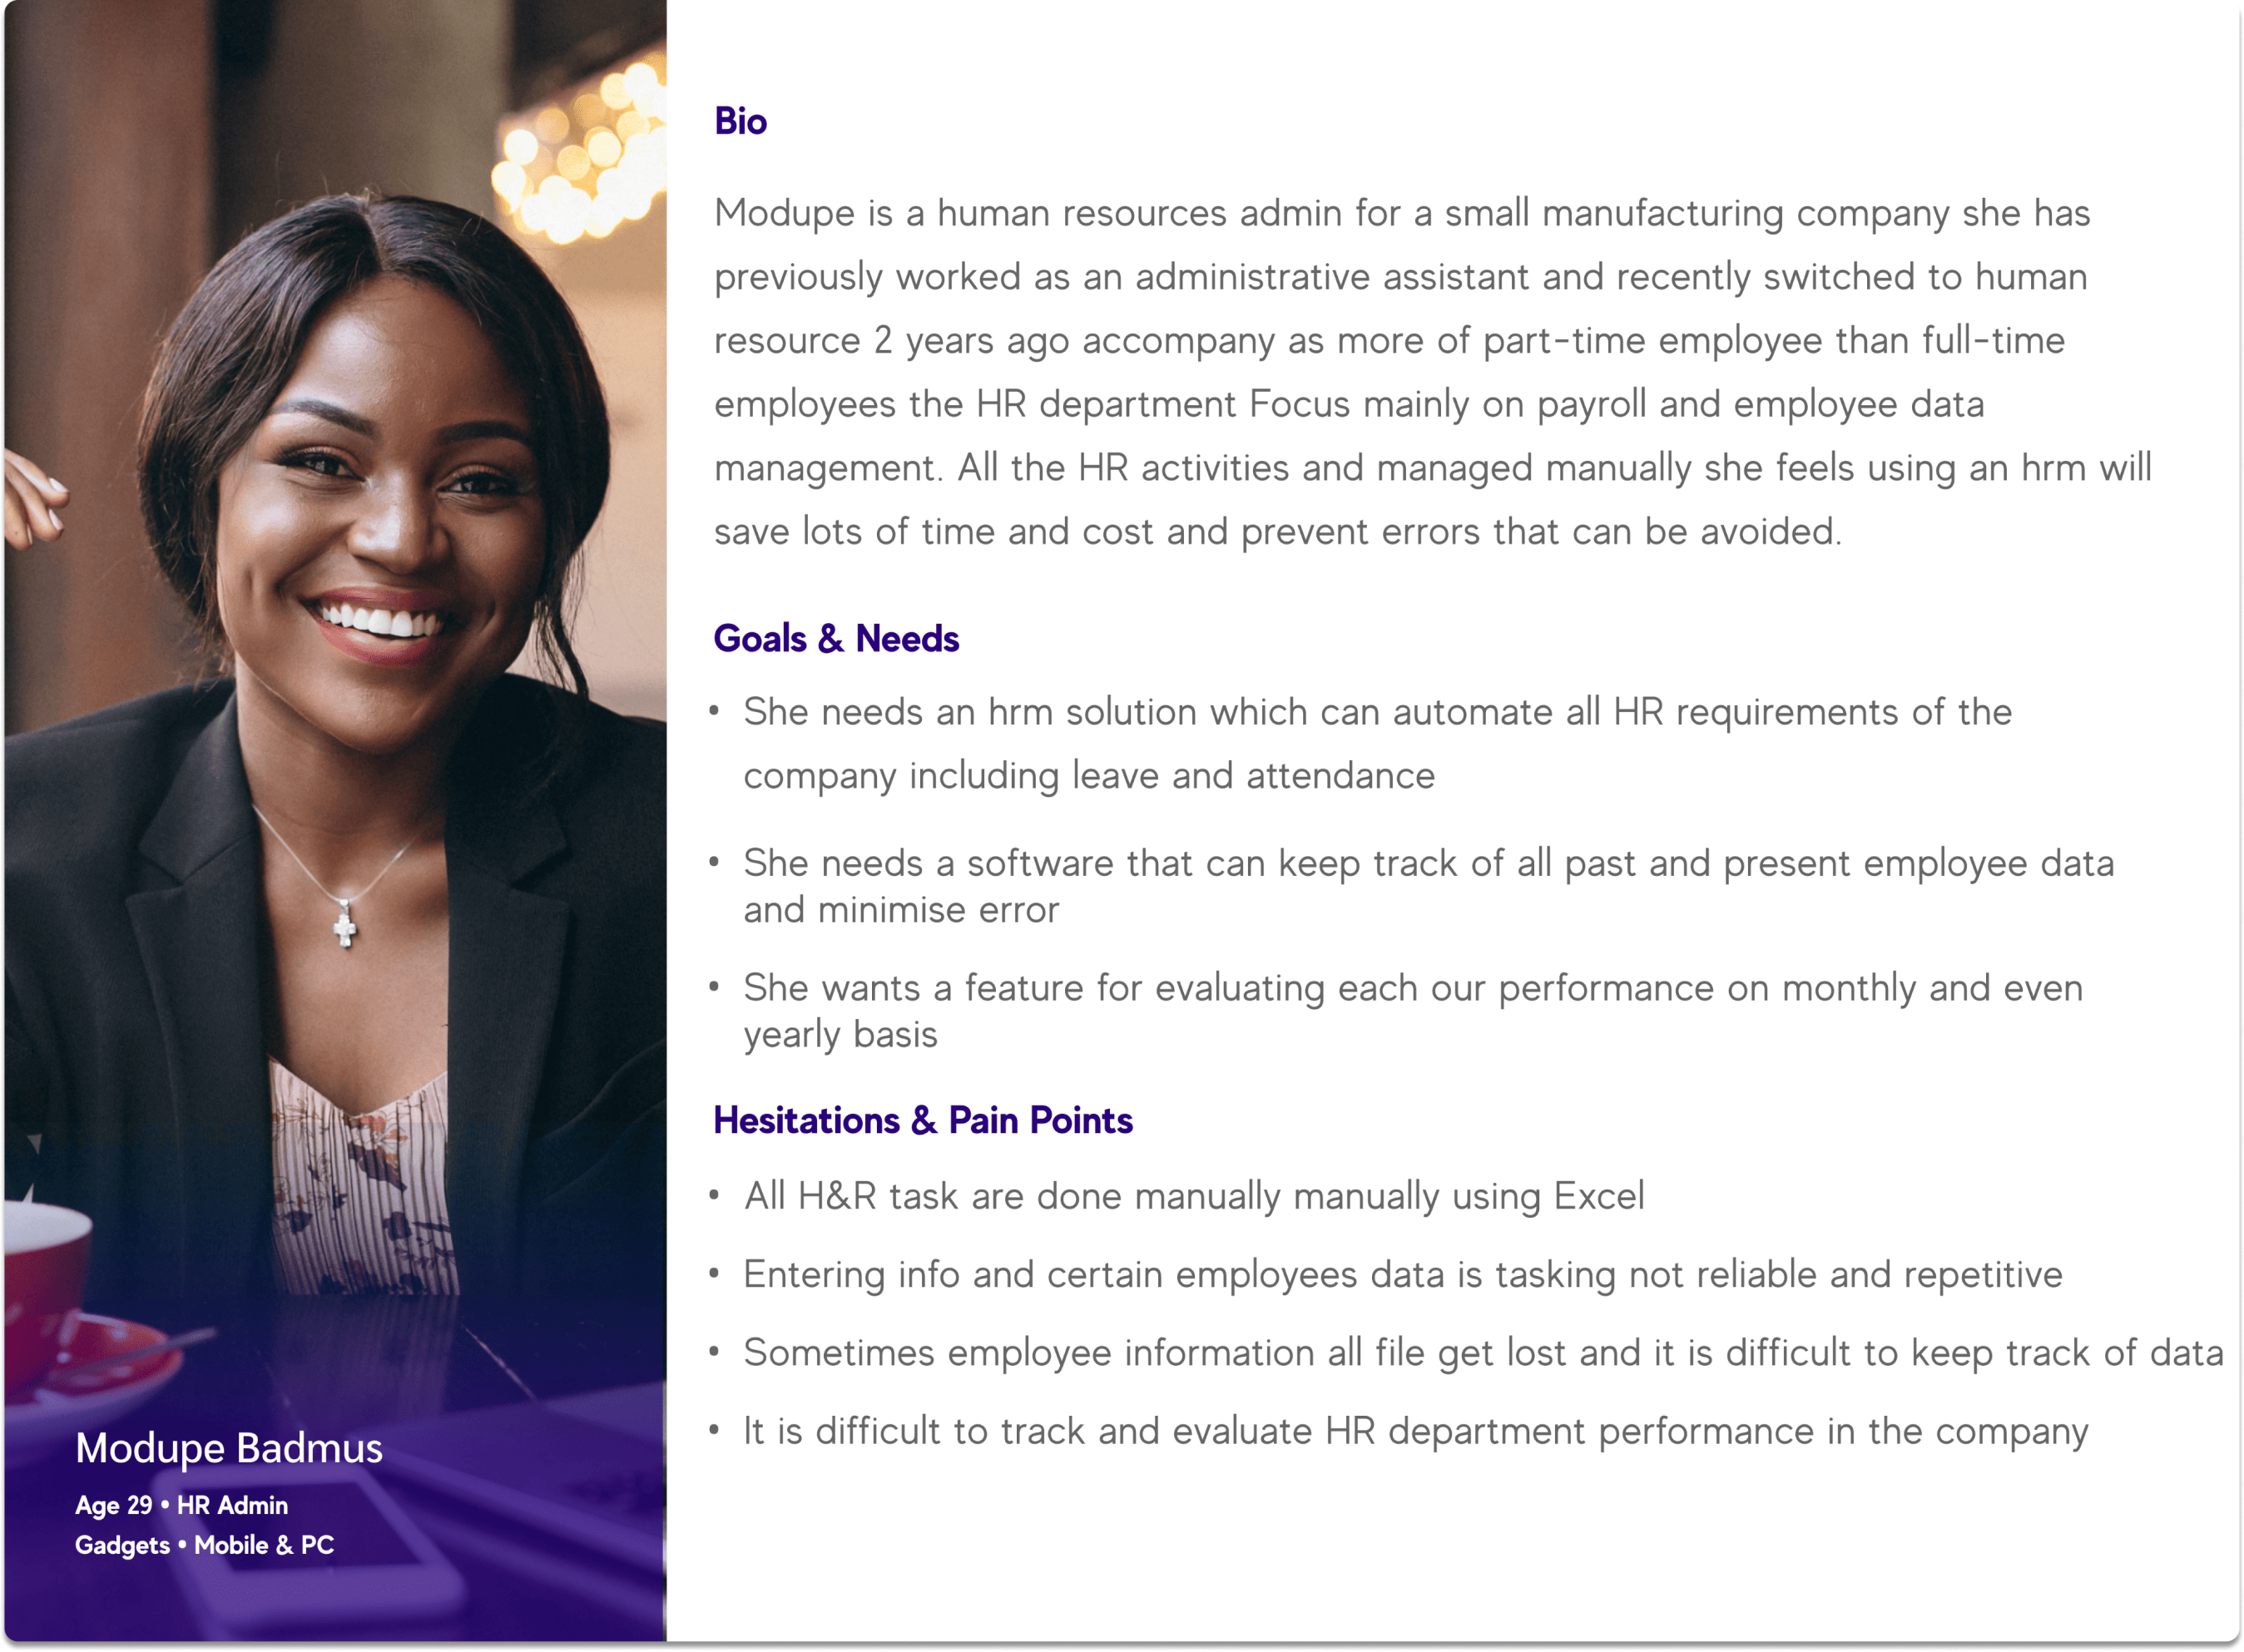 Bio
Modupe is a human resources admin for a small manufacturing company she has
previously worked as an administrative assistant and recently switched to human
resource 2 years ago accompany as more of part-time employee than full-time
employees the HR department Focus mainly on payroll and employee data
management. All the HR activities and managed manually she feels using an hrm will
save lots of time and cost and prevent errors that can be avoided.
Goals & Needs
• She needs an hrm solution which can automate all HR requirements of the
company including leave and attendance
• She needs a software that can keep track of all past and present employee data
and minimise error
• She wants a feature for evaluating each our performance on monthly and even
yearly basis
Hesitations & Pain Points
• All H&R task are done manually manually using Excel
• Entering info and certain employees data is tasking not reliable and repetitive
• Sometimes employee information all file get lost and it is difficult to keep track of data
• It is difficult to track and evaluate HR department performance in the company
Modupe Badmus
Age 29 • HR Admin
Gadgets • Mobile & PC